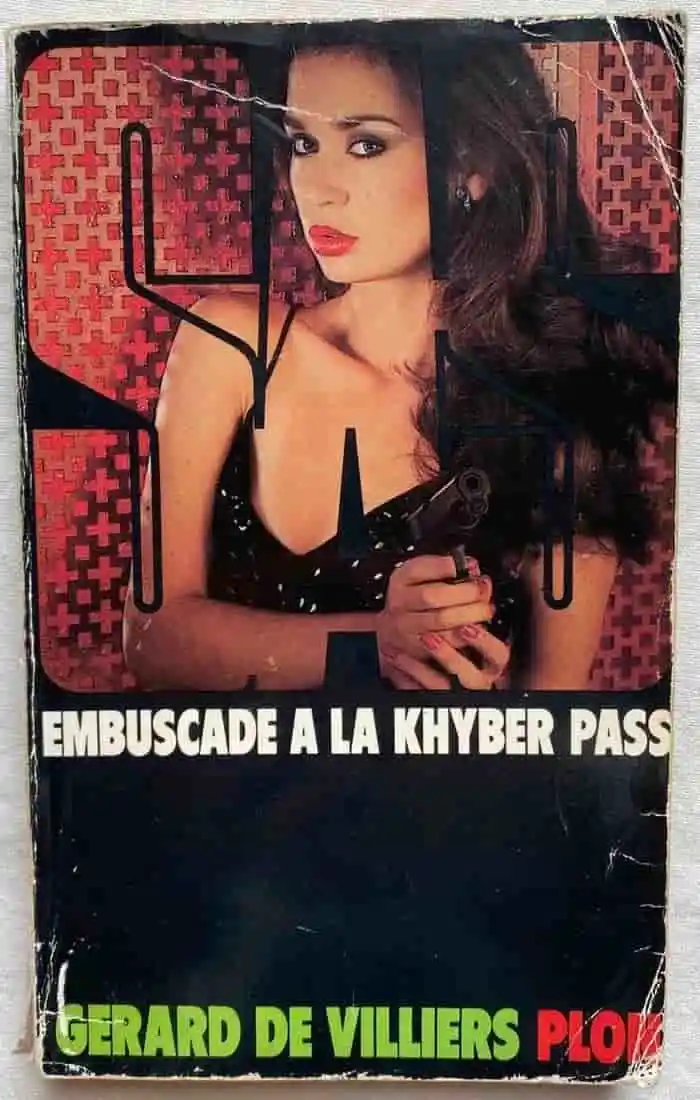 SAS
EMBUSCADE A LA KHYBER PASS
GERARD DE VILLIERS PLON